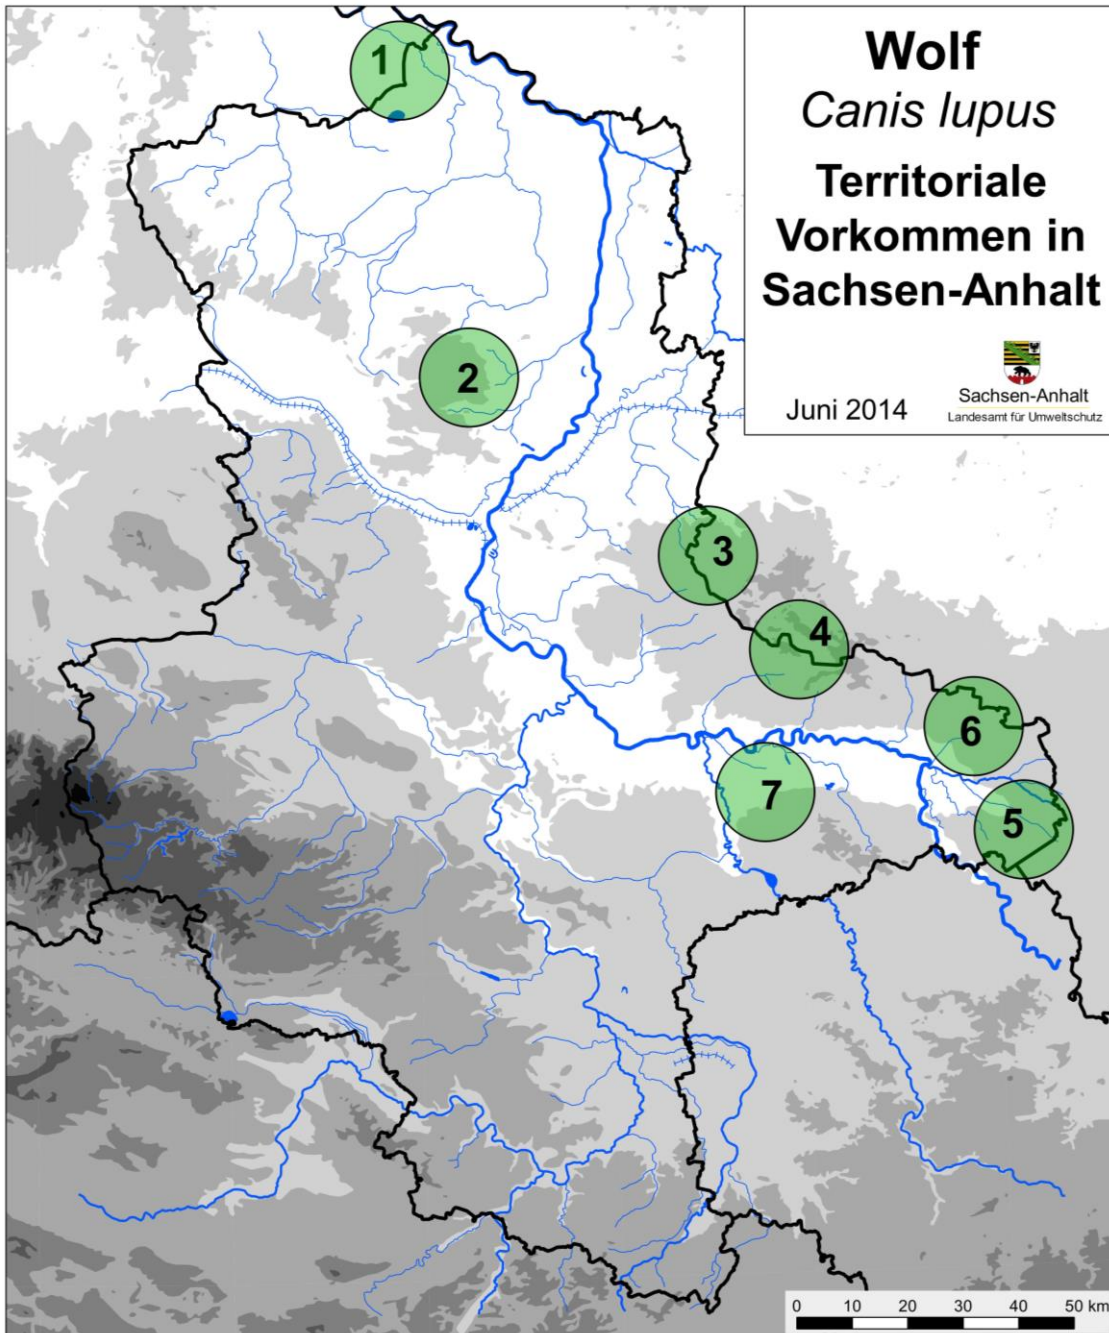 Wolf
Canis lupus
Territoriale
Vorkommen in
Sachsen-Anhalt
Juni 2014
Sachsen-Anhalt
Landesamt für Umweltschutz
1
2
3
4
6
7
5
0 10 20 30 40 50 km